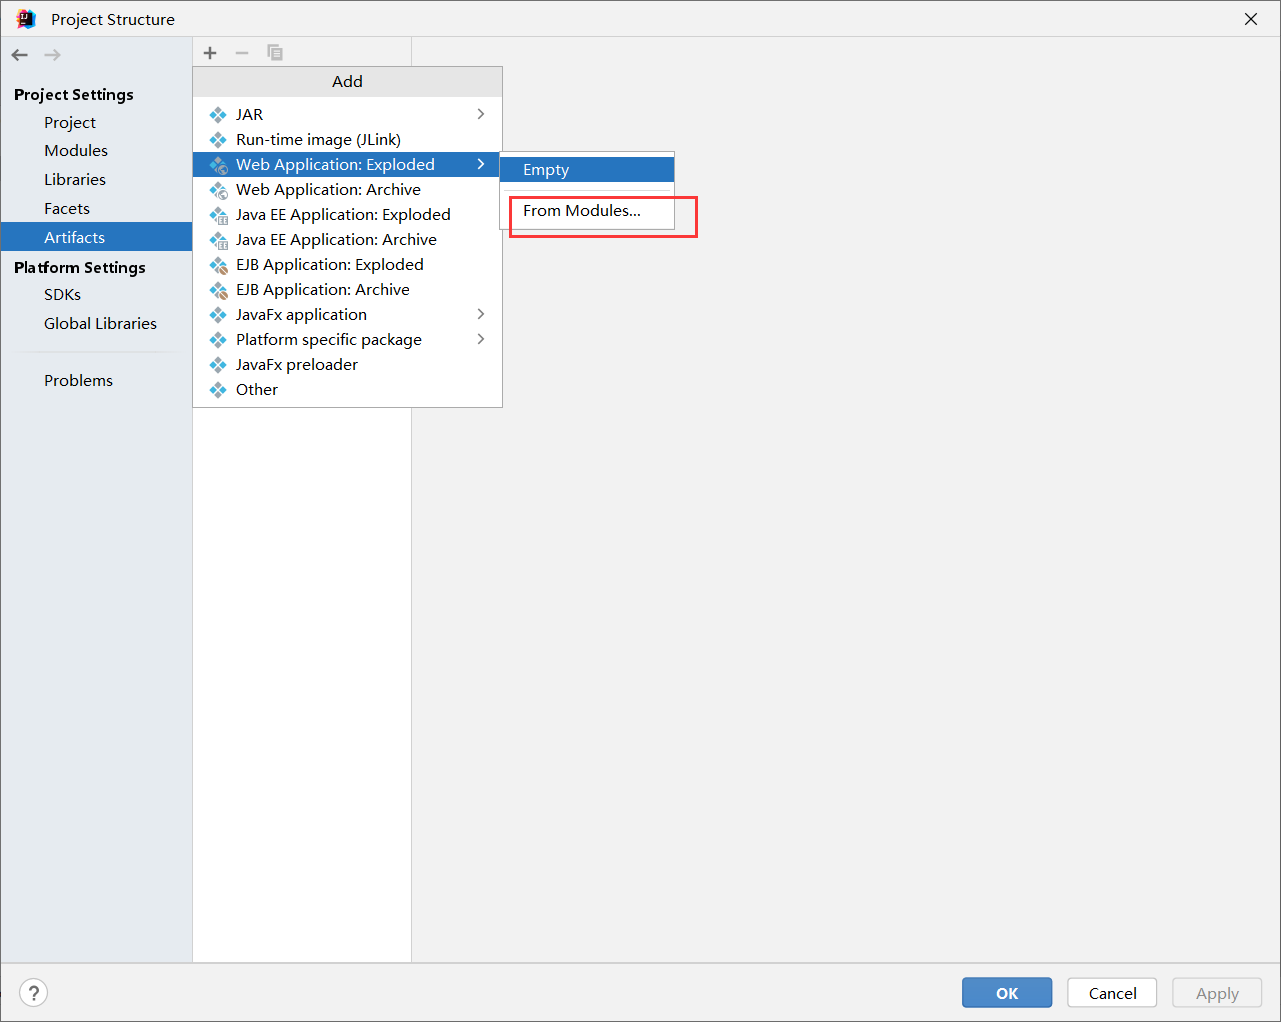 Project Structure
Project Settings
Project
Modules
Libraries
Facets
Artifacts
Platform Settings
SDKs
Global Libraries
Problems
Add
JAR
Run-time image (JLink)
Web Application: Exploded
Web Application: Archive
Java EE Application: Exploded
Java EE Application: Archive
EJB Application: Exploded
EJB Application: Archive
JavaFx application
Platform specific package
JavaFx preloader
Other
Empty
From Modules...
?
OK
Cancel
Apply